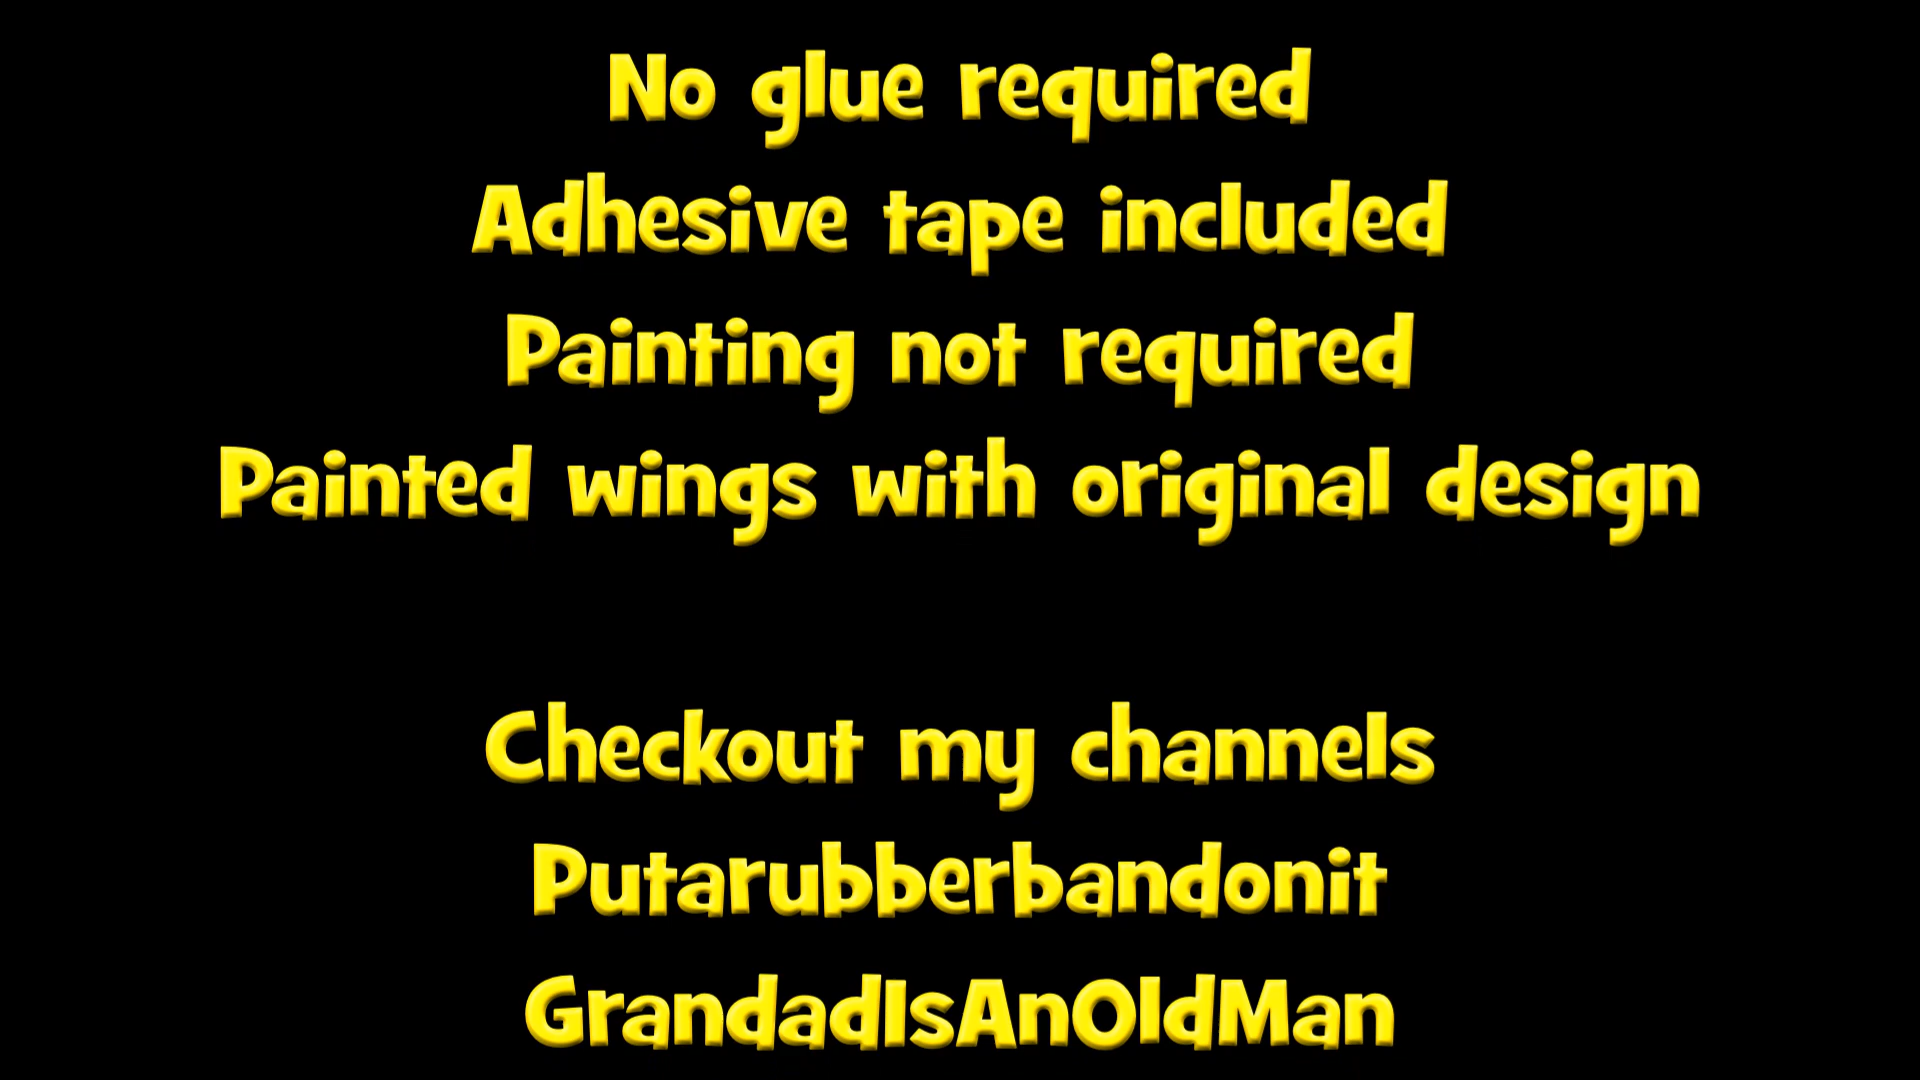 No glue required
Adhesive tape included
Painting not required
Painted wings with original design
Checkout my channels
Putarubberbandonit
GrandadIsAnOldMan